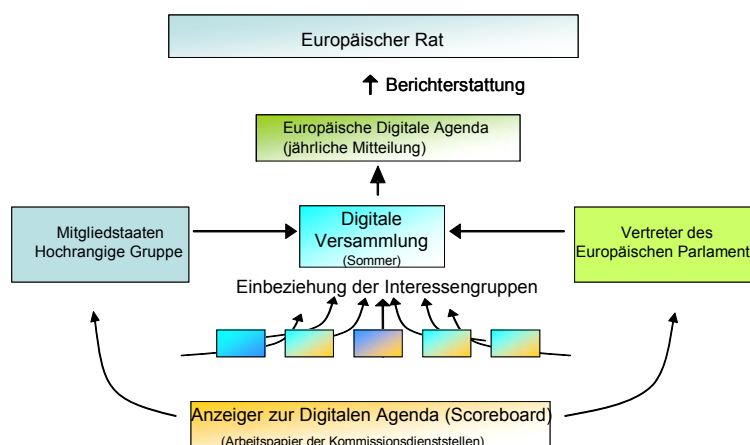 Europäischer Rat
Berichterstattung
Europäische Digitale Agenda
(jährliche Mitteilung)
Mitgliedstaaten
Hochrangige Gruppe
Digitale
Versammlung
(Sommer)
Vertreter des
Europäischen Parlament
Einbeziehung der Interessengruppen
Anzeiger zur Digitalen Agenda (Scoreboard)
(Arbeitspapier der Kommissionsdienststellen)